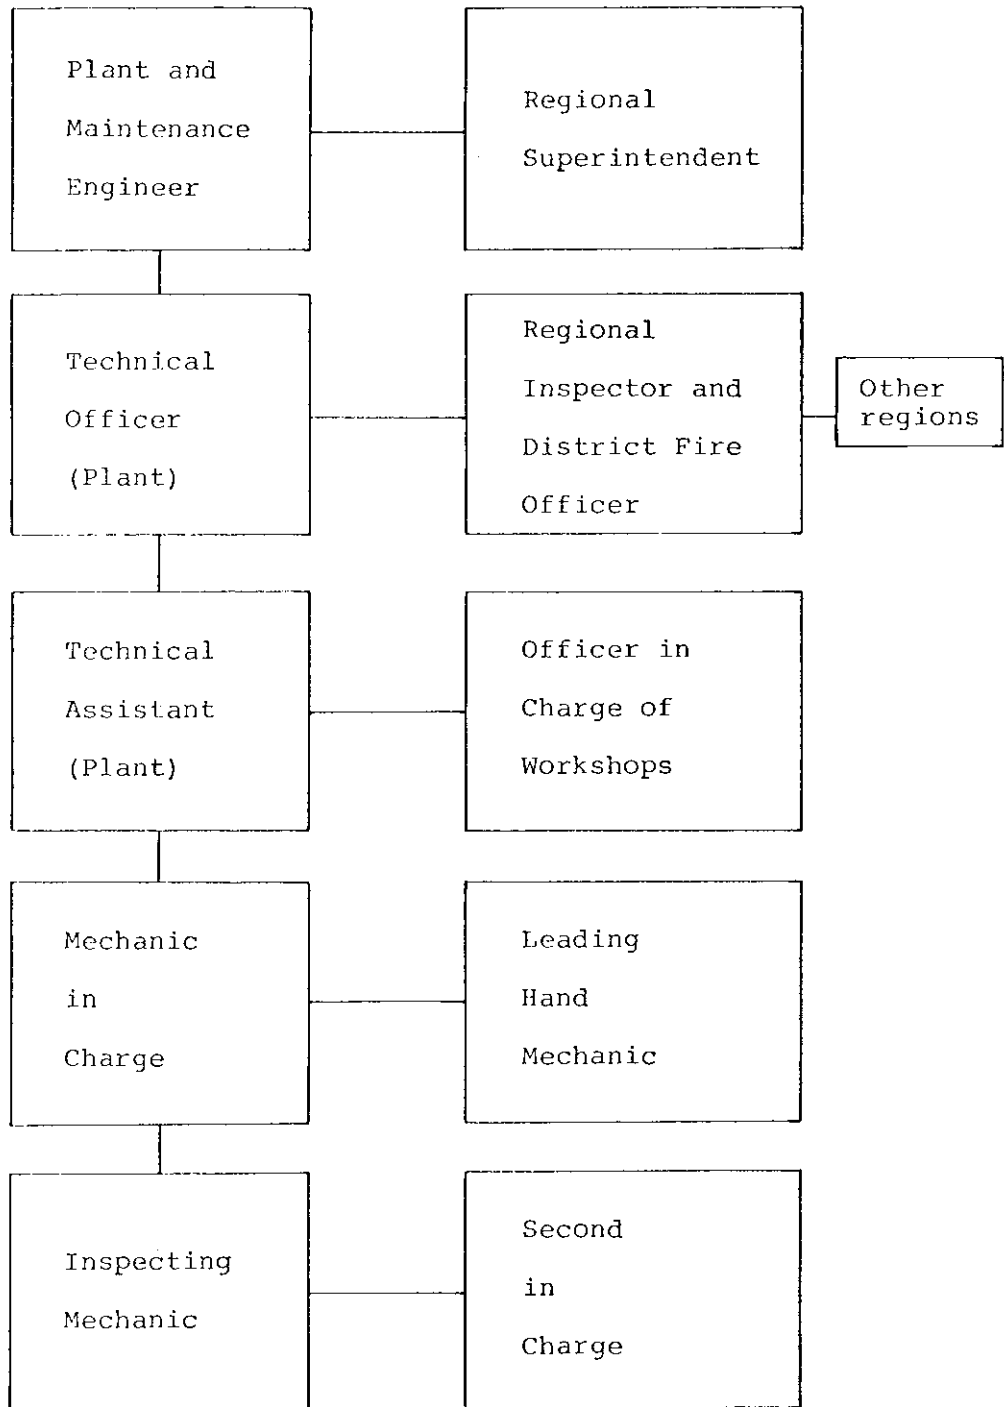 Plant and
Maintenance
Engineer
Regional
Superintendent
Technical
Officer
(Plant)
Regional
Inspector and
District Fire
Officer
Other
regions
Technical
Assistant
(Plant)
Officer in
Charge of
Workshops
Mechanic
in
Charge
Leading
Hand
Mechanic
Inspecting
Mechanic
Second
in
Charge